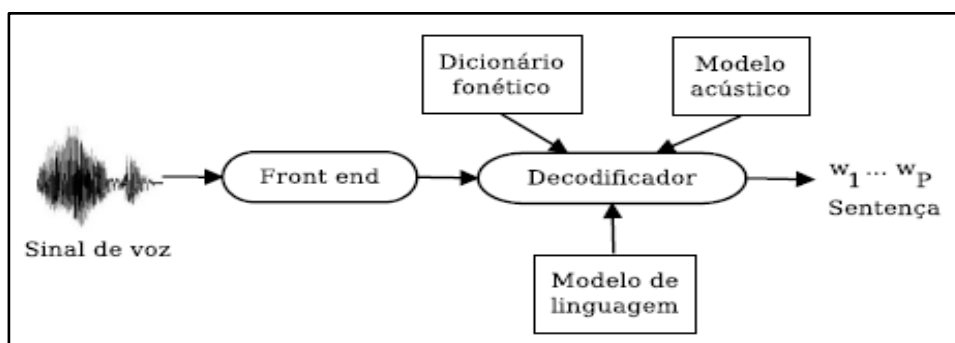 Dicionário
fonético
Modelo
acústico
Sinal de voz
Front end
Decodificador
w1 ... wP
Sentença
Modelo de
linguagem